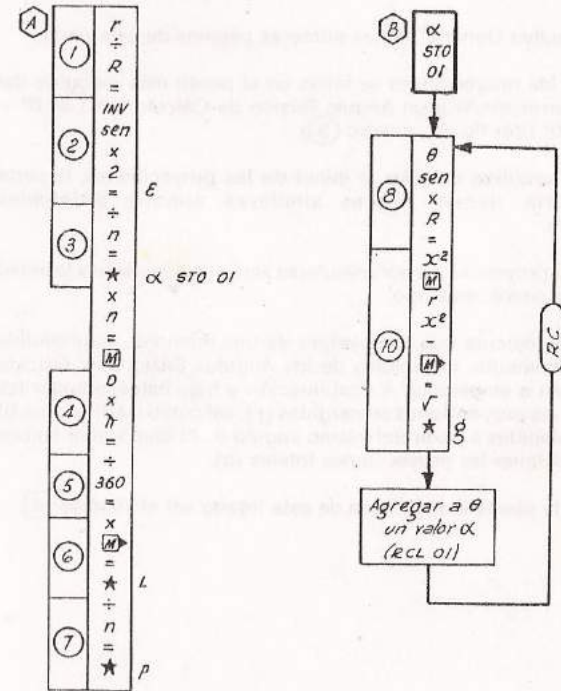 A
r
÷
1
R
=
INV
sen
2
x
2
= ε
÷
n
3
=
★ α STO 01
x
n
=
M
D
x
4
h
=
÷
5
360
=
x
6
M
=
★ L
÷
n
7
=
★ p
B
α
STO
01
θ
8
sen
x
R
=
x²
M
r
10
x²
M
=
√
★ g
Agregar a θ
un valor α
(RCL 01)
RC